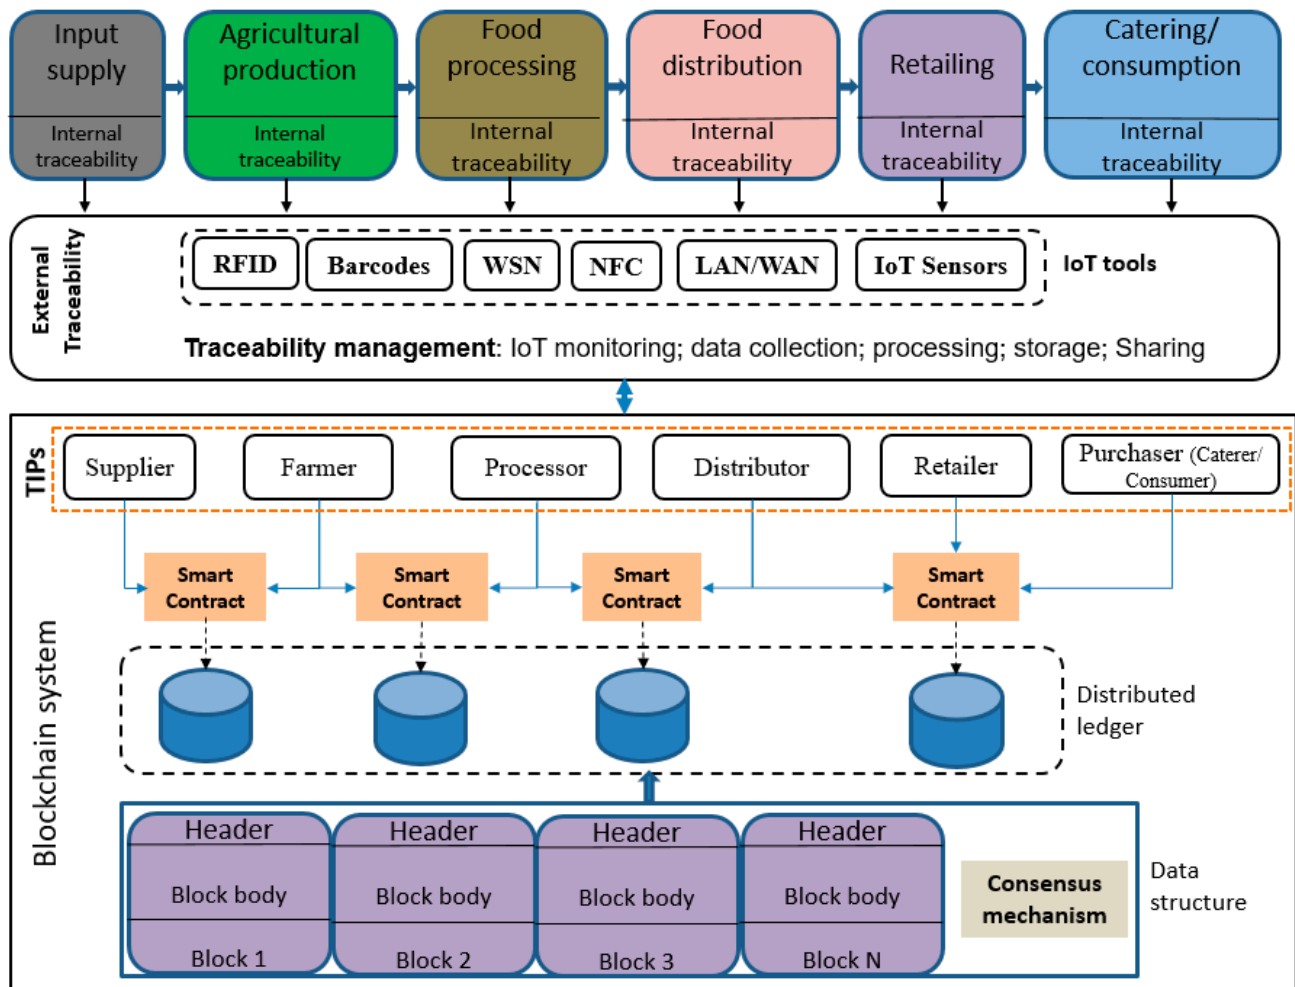 Input
supply
Internal
traceability
Agricultural
production
Internal
traceability
Food
processing
Internal
traceability
Food
distribution
Internal
traceability
Retailing
Internal
traceability
Catering/
consumption
Internal
traceability
External
Traceability
RFID
Barcodes
WSN
NFC
LAN/WAN
IoT Sensors
IoT tools
Traceability management: IoT monitoring; data collection; processing; storage; Sharing
TIPs
Supplier
Farmer
Processor
Distributor
Retailer
Purchaser (Caterer/
Consumer)
Blockchain system
Smart
Contract
Smart
Contract
Smart
Contract
Smart
Contract
Distributed
ledger
Header
Block body
Block 1
Header
Block body
Block 2
Header
Block body
Block 3
Header
Block body
Block N
Consensus
mechanism
Data
structure